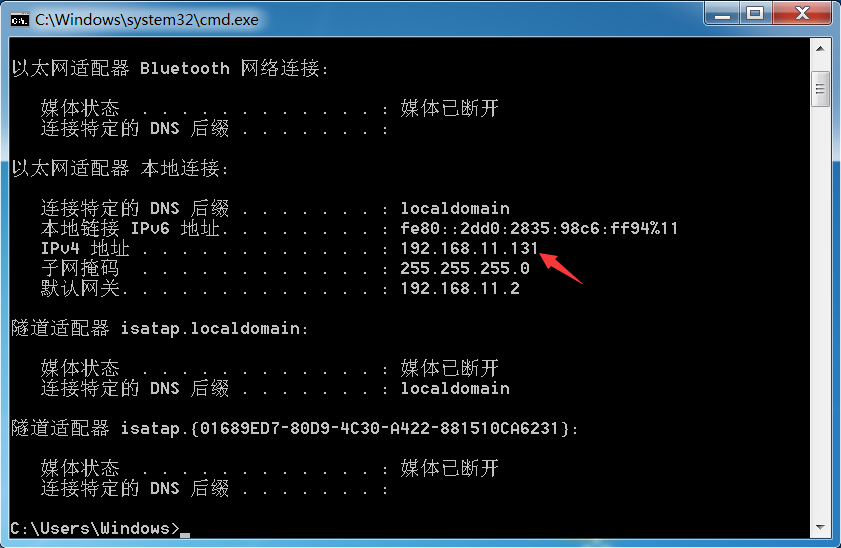 C:\Windows\system32\cmd.exe
以太网适配器 Bluetooth 网络连接:
媒体状态 . . . . . . . . . . . . : 媒体已断开
连接特定的 DNS 后缀 . . . . . . . :
以太网适配器 本地连接:
连接特定的 DNS 后缀 . . . . . . . : localdomain
本地链接 IPv6 地址. . . . . . . . : fe80::2dd0:2835:98c6:ff94%11
IPv4 地址 . . . . . . . . . . . . : 192.168.11.131
子网掩码 . . . . . . . . . . . . : 255.255.255.0
默认网关. . . . . . . . . . . . . : 192.168.11.2
隧道适配器 isatap.localdomain:
媒体状态 . . . . . . . . . . . . : 媒体已断开
连接特定的 DNS 后缀 . . . . . . . : localdomain
隧道适配器 isatap.{01689ED7-80D9-4C30-A422-881510CA6231}:
媒体状态 . . . . . . . . . . . . : 媒体已断开
连接特定的 DNS 后缀 . . . . . . . :
C:\Users\Windows>_